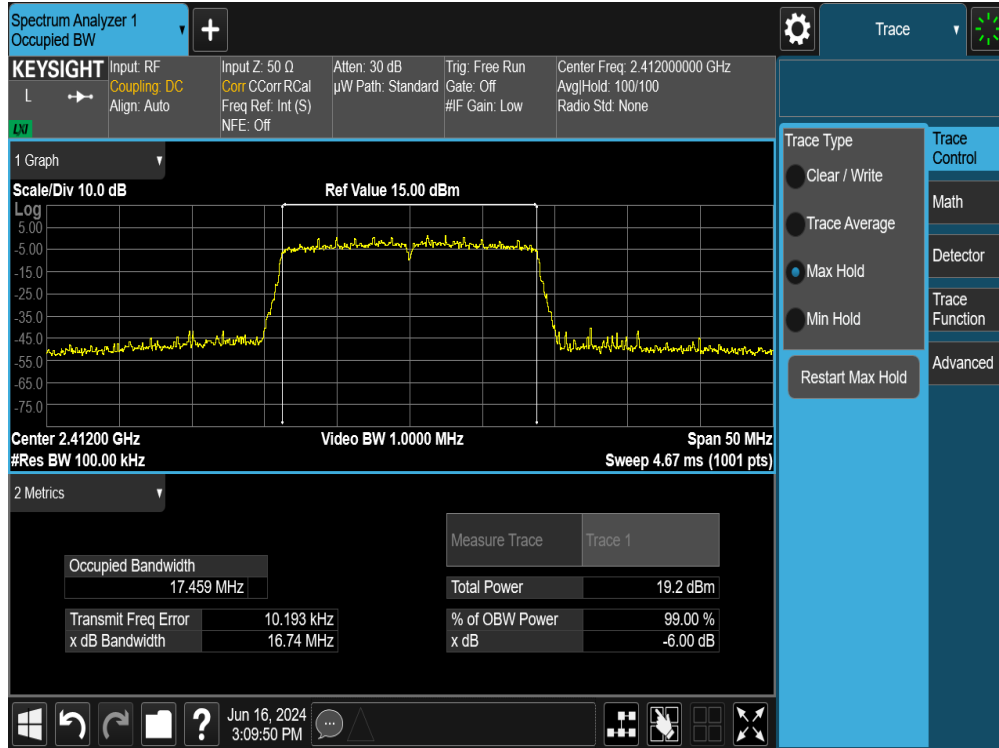 Spectrum Analyzer 1
Occupied BW
+
Trace
KEYSIGHT
L
LXI
Input: RF
Coupling: DC
Align: Auto
Input Z: 50 Ω
Corr CCorr RCal
Freq Ref: Int (S)
NFE: Off
Atten: 30 dB
µW Path: Standard
Trig: Free Run
Gate: Off
#IF Gain: Low
Center Freq: 2.412000000 GHz
Avg|Hold: 100/100
Radio Std: None
1 Graph
Scale/Div 10.0 dB
Ref Value 15.00 dBm
Log
5.00
-5.00
-15.0
-25.0
-35.0
-45.0
-55.0
-65.0
-75.0
Center 2.41200 GHz
Video BW 1.0000 MHz
Span 50 MHz
#Res BW 100.00 kHz
Sweep 4.67 ms (1001 pts)
2 Metrics
Measure Trace
Trace 1
Occupied Bandwidth
17.459 MHz
Total Power
19.2 dBm
Transmit Freq Error
10.193 kHz
% of OBW Power
99.00 %
x dB Bandwidth
16.74 MHz
x dB
-6.00 dB
Trace Type
Clear / Write
Trace Average
Max Hold
Min Hold
Restart Max Hold
Trace
Control
Math
Detector
Trace
Function
Advanced
?
Jun 16, 2024
3:09:50 PM